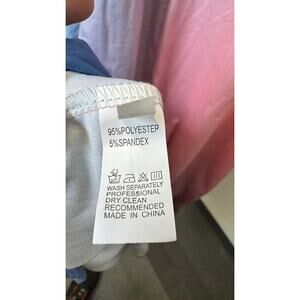 95%POLYESTER
5%SPANDEX
WASH SEPARATELY
PROFESSIONAL
DRY CLEAN
RECOMMENDED
MADE IN CHINA